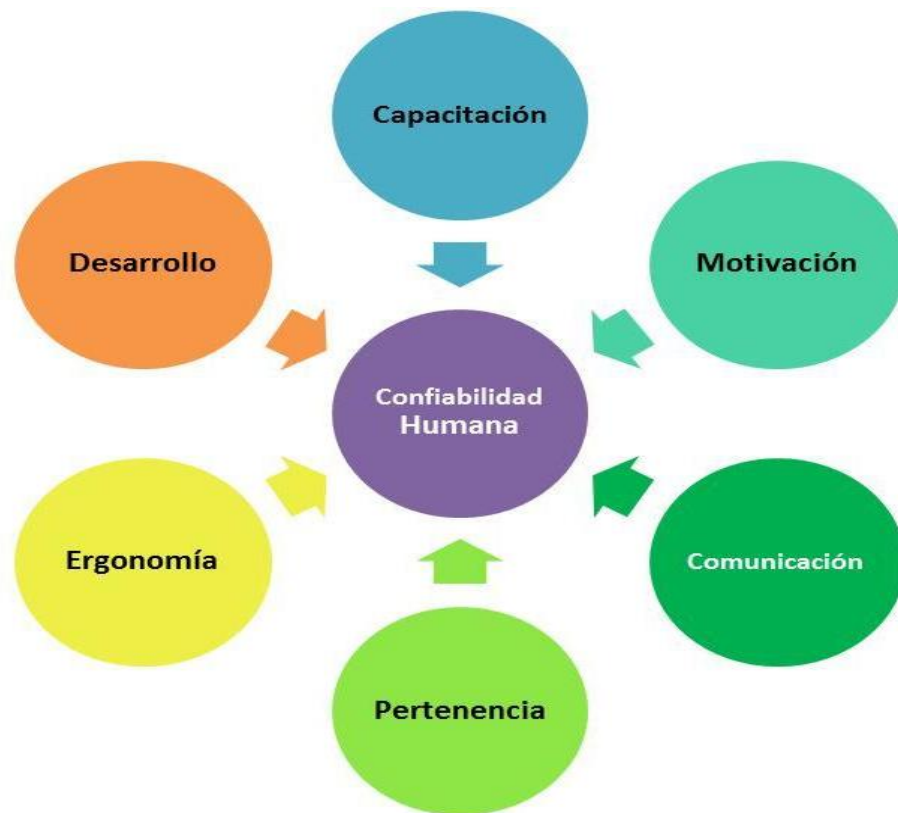 Capacitación
Desarrollo
Motivación
Confiabilidad
Humana
Ergonomía
Comunicación
Pertenencia